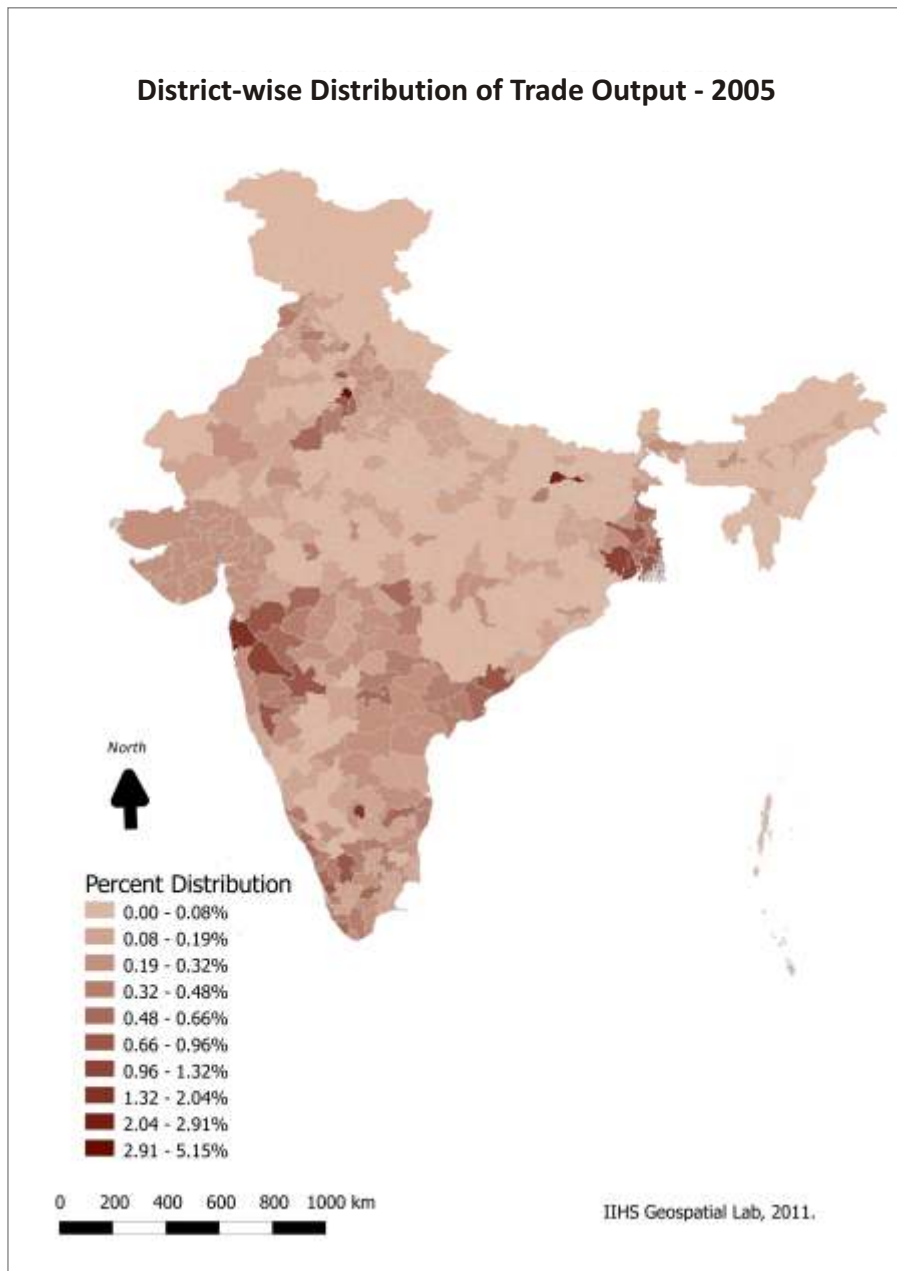 District-wise Distribution of Trade Output - 2005
North
Percent Distribution
0.00 - 0.08%
0.08 - 0.19%
0.19 - 0.32%
0.32 - 0.48%
0.48 - 0.66%
0.66 - 0.96%
0.96 - 1.32%
1.32 - 2.04%
2.04 - 2.91%
2.91 - 5.15%
0 200 400 600 800 1000 km
IIHS Geospatial Lab, 2011.